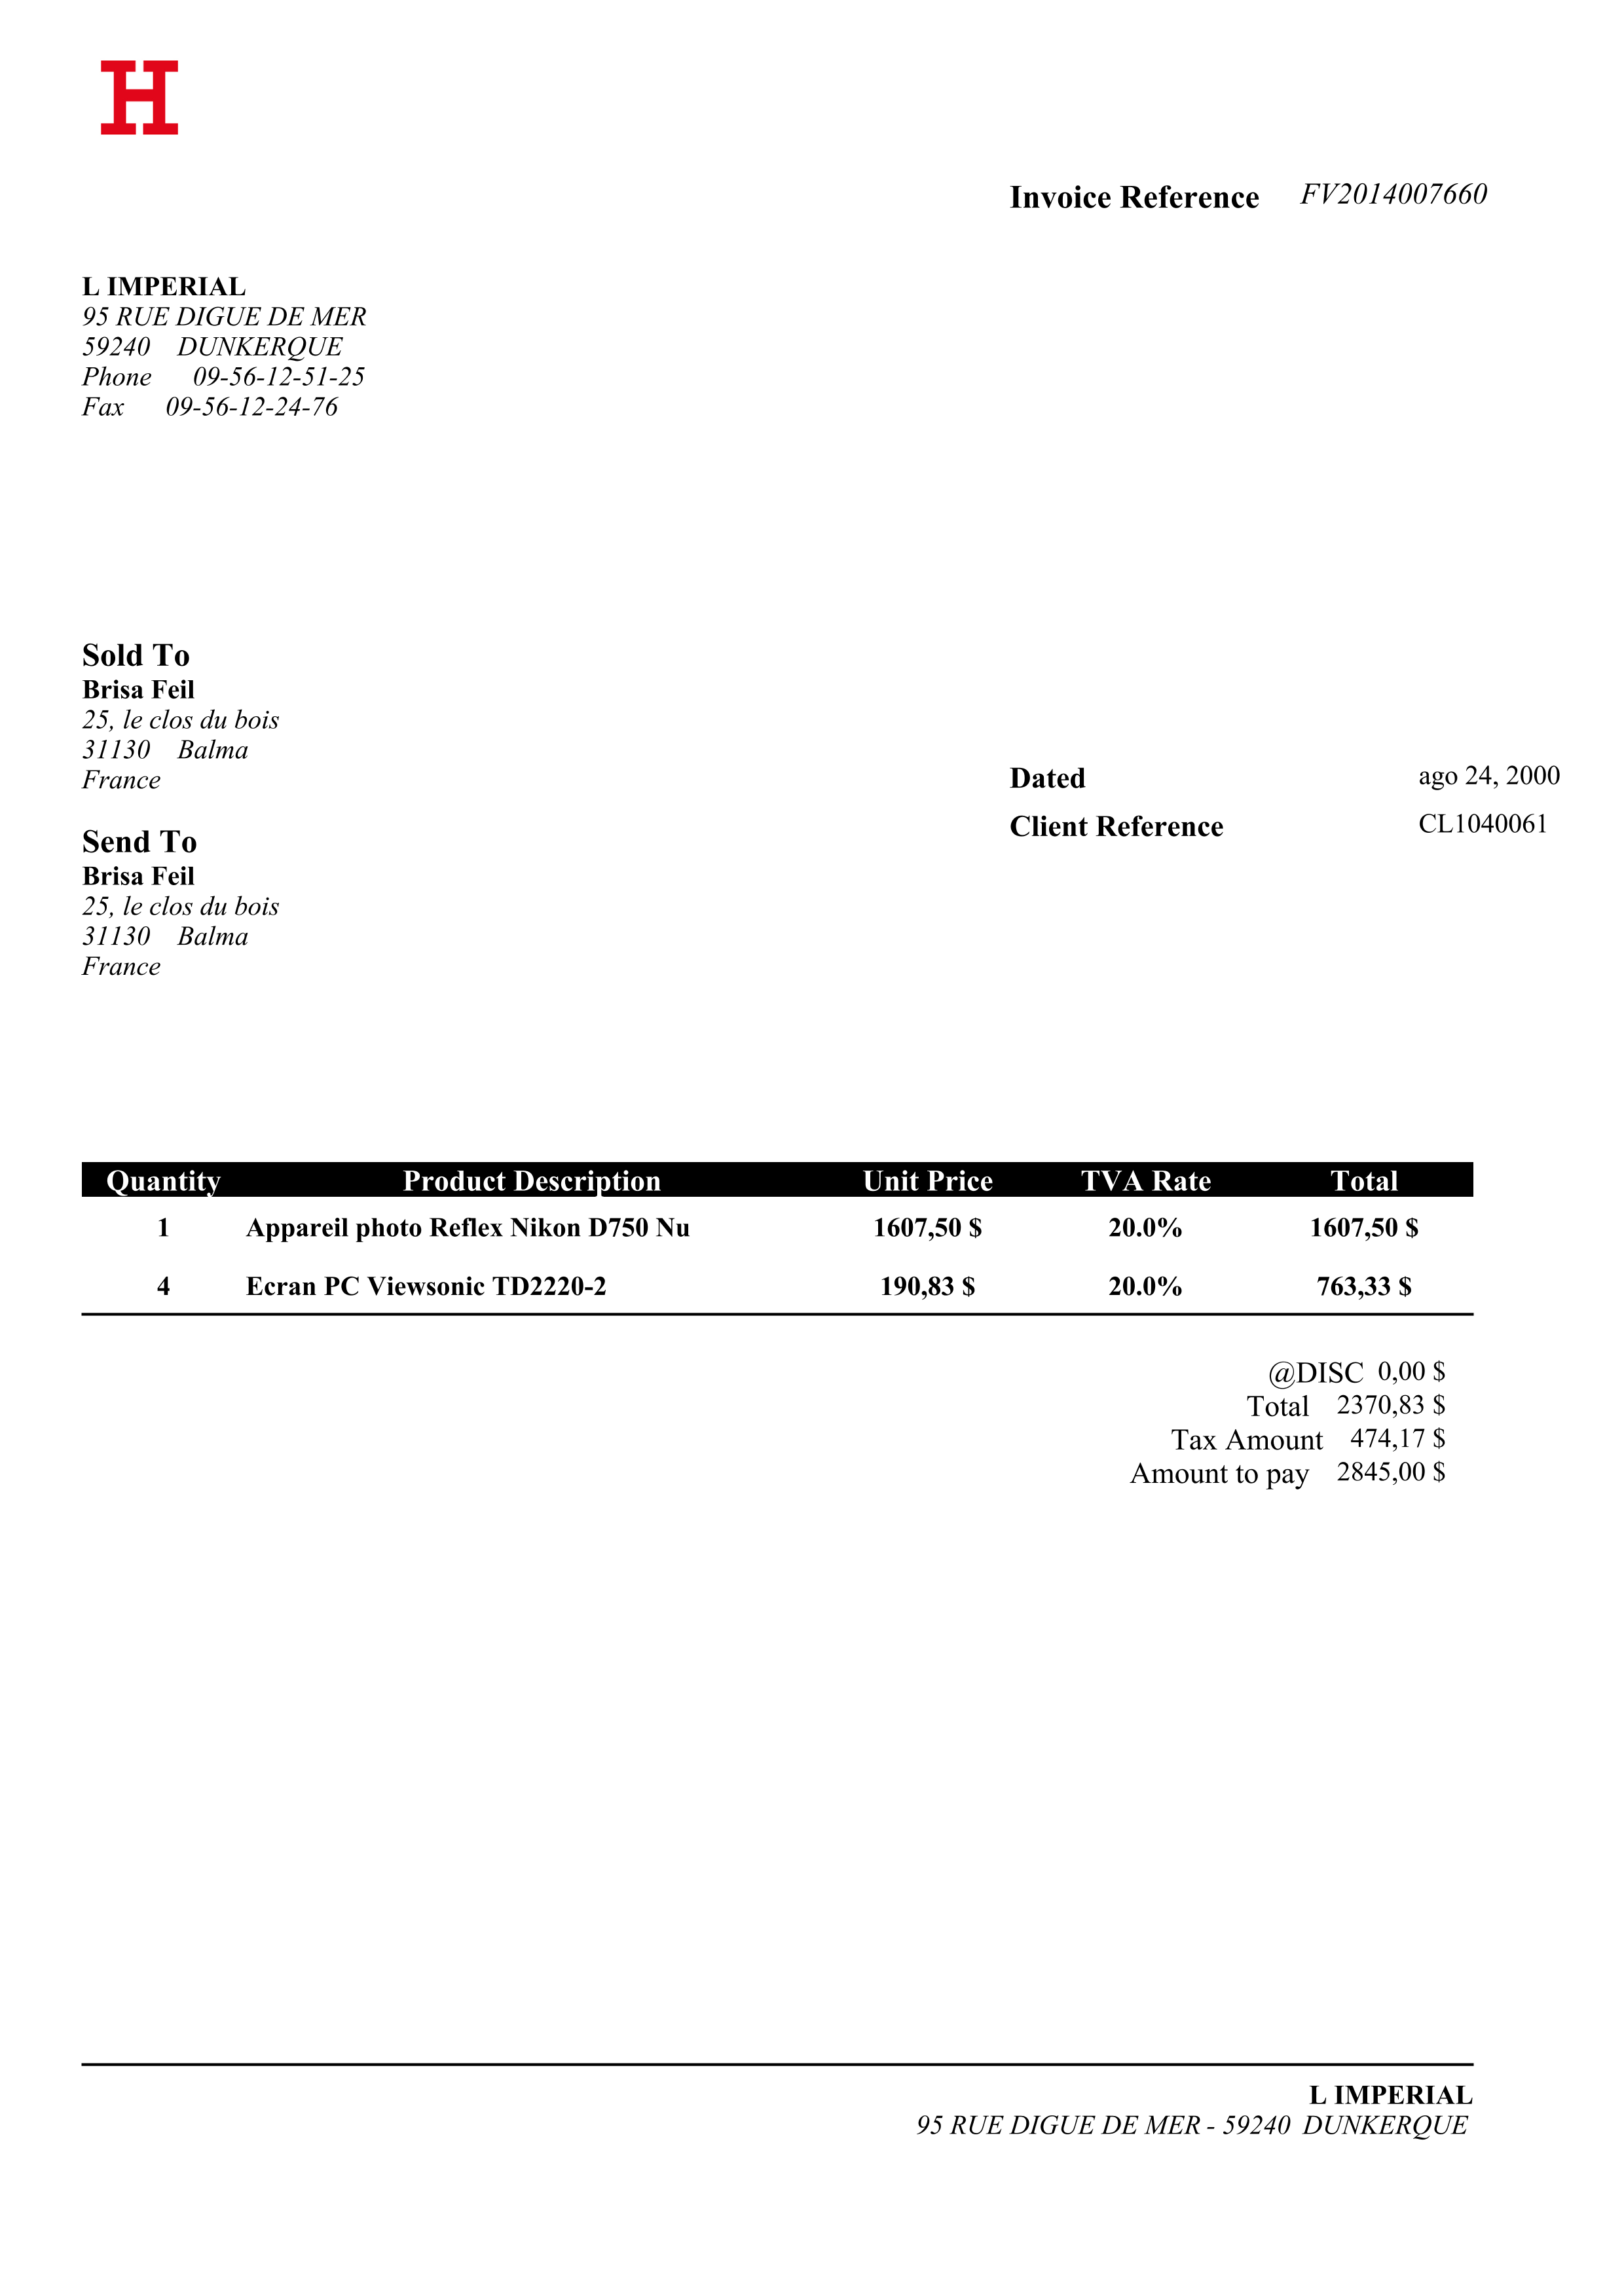 H
Invoice Reference FV2014007660
L IMPERIAL
95 RUE DIGUE DE MER
59240 DUNKERQUE
Phone 09-56-12-51-25
Fax 09-56-12-24-76
Sold To
Brisa Feil
25, le clos du bois
31130 Balma
France
Dated ago 24, 2000
Client Reference CL1040061
Send To
Brisa Feil
25, le clos du bois
31130 Balma
France
Quantity Product Description Unit Price TVA Rate Total
1 Appareil photo Reflex Nikon D750 Nu 1607,50 $ 20.0% 1607,50 $
4 Ecran PC Viewsonic TD2220-2 190,83 $ 20.0% 763,33 $
@DISC 0,00 $
Total 2370,83 $
Tax Amount 474,17 $
Amount to pay 2845,00 $
L IMPERIAL
95 RUE DIGUE DE MER - 59240 DUNKERQUE